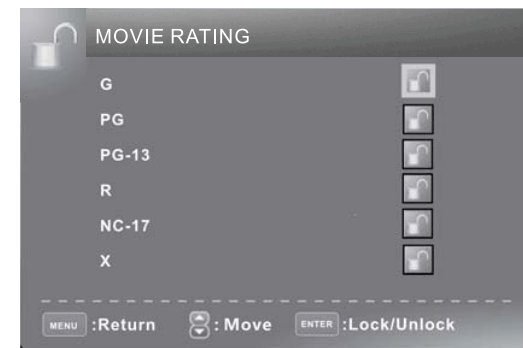 MOVIE RATING
G
PG
PG-13
R
NC-17
X
MENU :Return : Move ENTER :Lock/Unlock